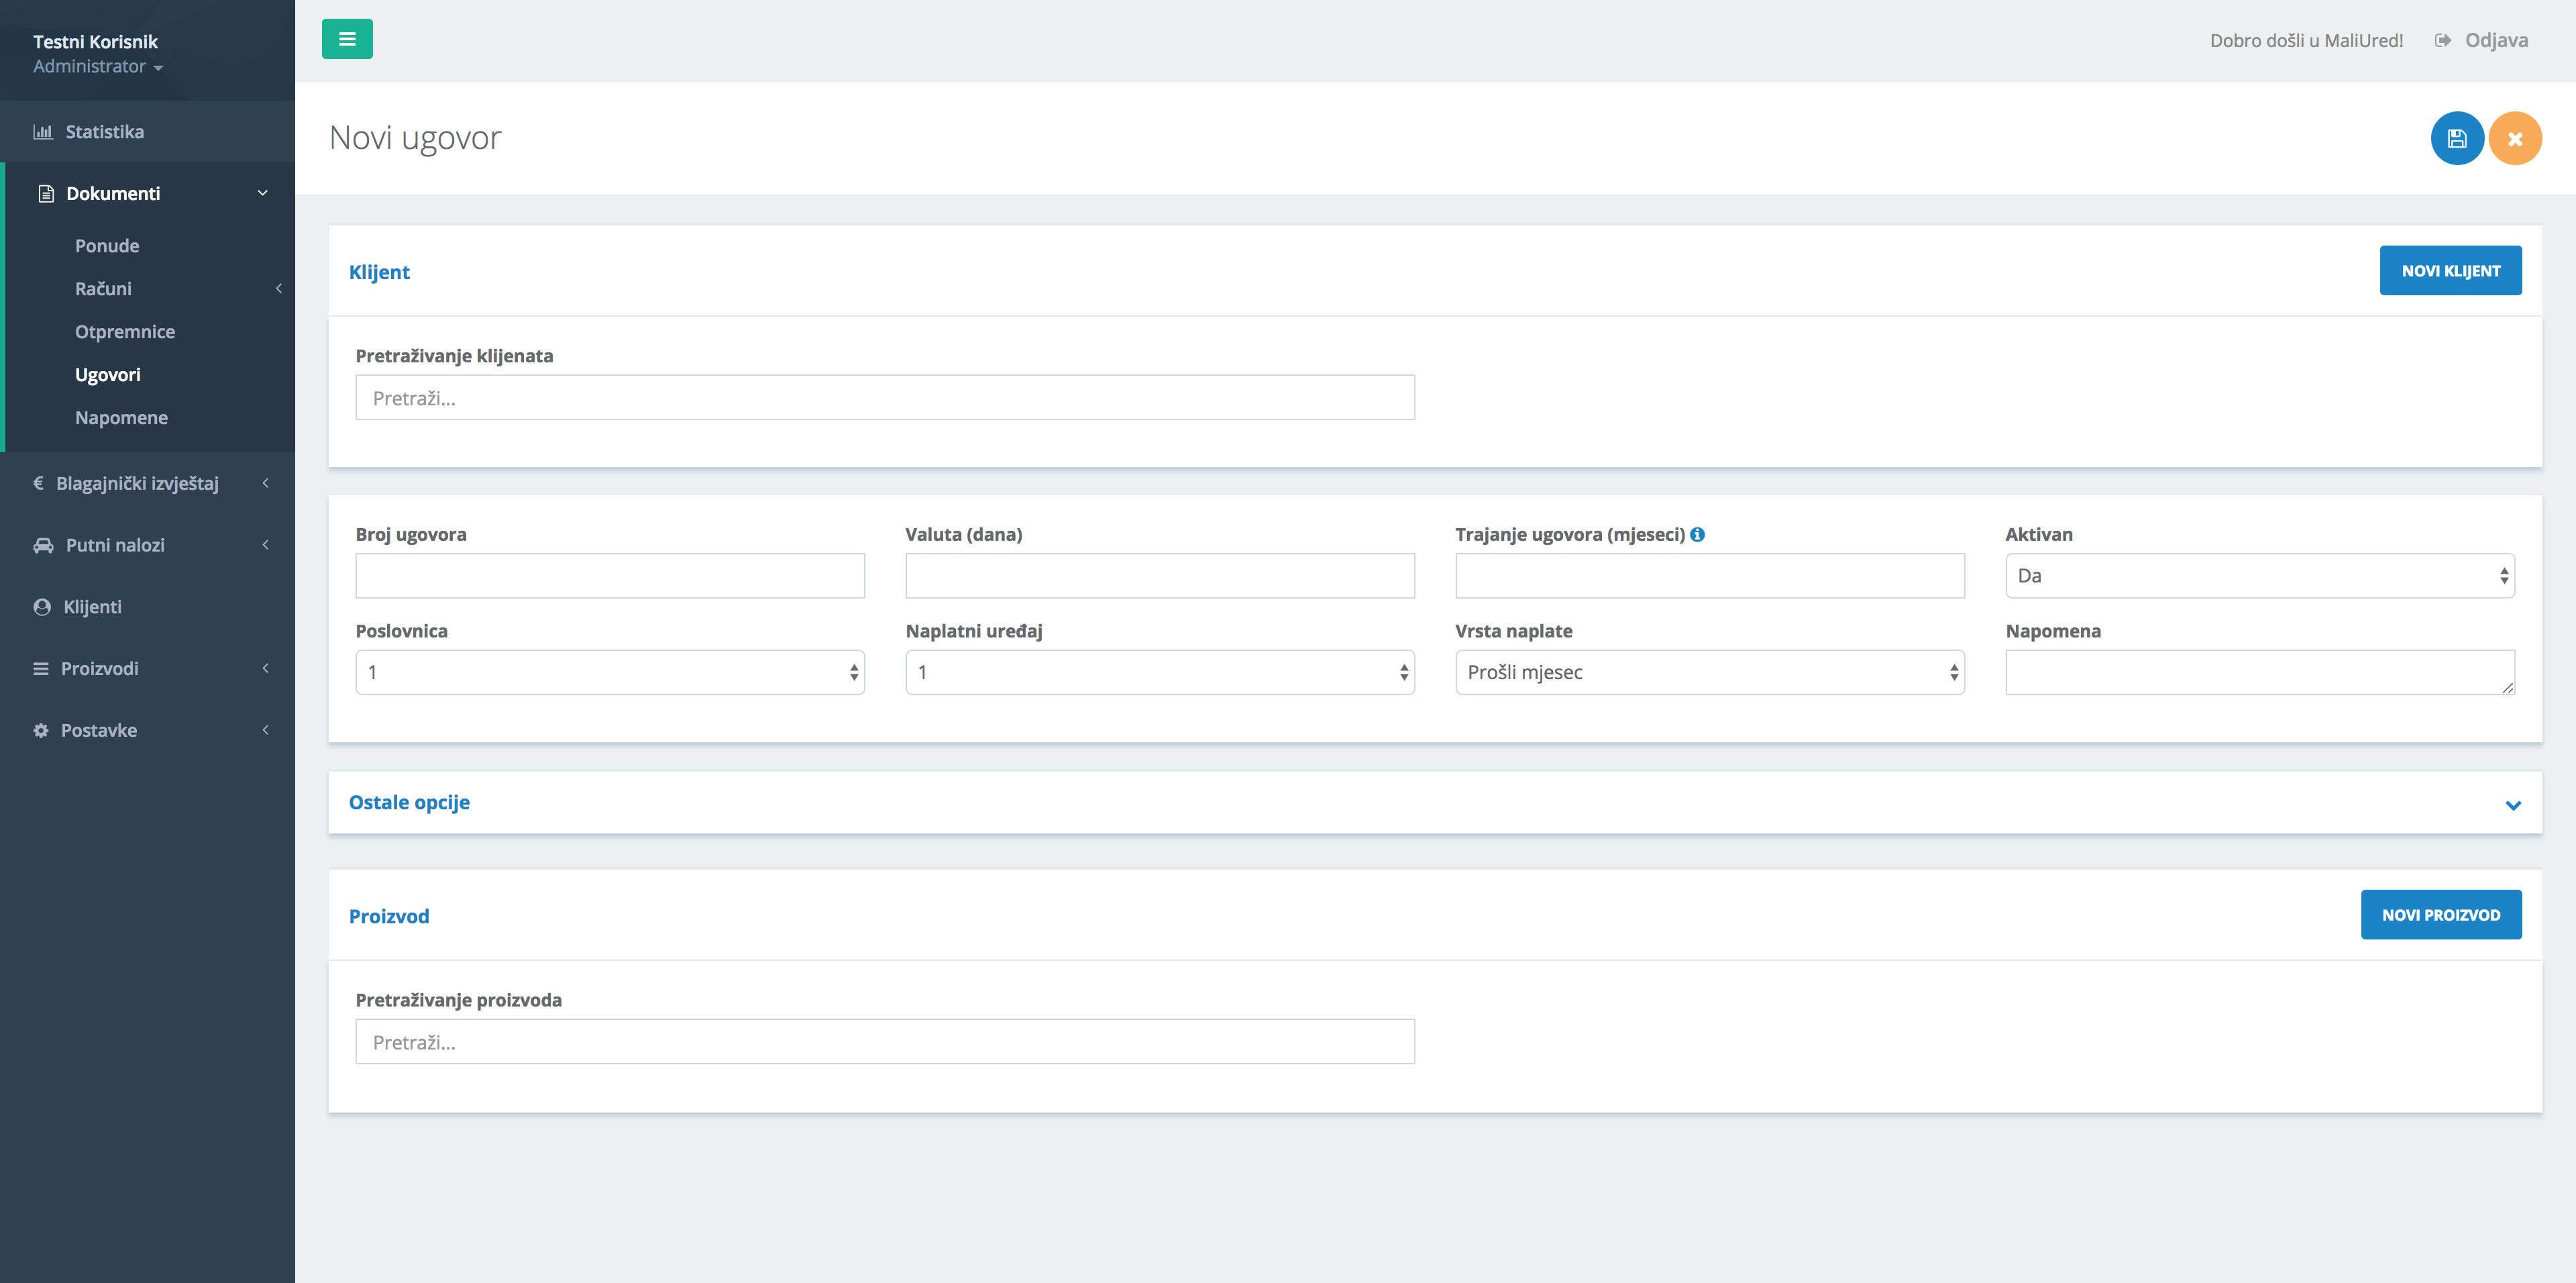 Testni Korisnik
Administrator
Statistika
Dokumenti
Ponude
Računi
Otpremnice
Ugovori
Napomene
€ Blagajnički izvještaj
Putni nalozi
Klijenti
Proizvodi
Postavke
Dobro došli u MaliUred! Odjava
Novi ugovor
Klijent NOVI KLIJENT
Pretraživanje klijenata
Pretraži...
Broj ugovora Valuta (dana) Trajanje ugovora (mjeseci) Aktivan
Da
Poslovnica Naplatni uređaj Vrsta naplate Napomena
1 1 Prošli mjesec
Ostale opcije
Proizvod NOVI PROIZVOD
Pretraživanje proizvoda
Pretraži...